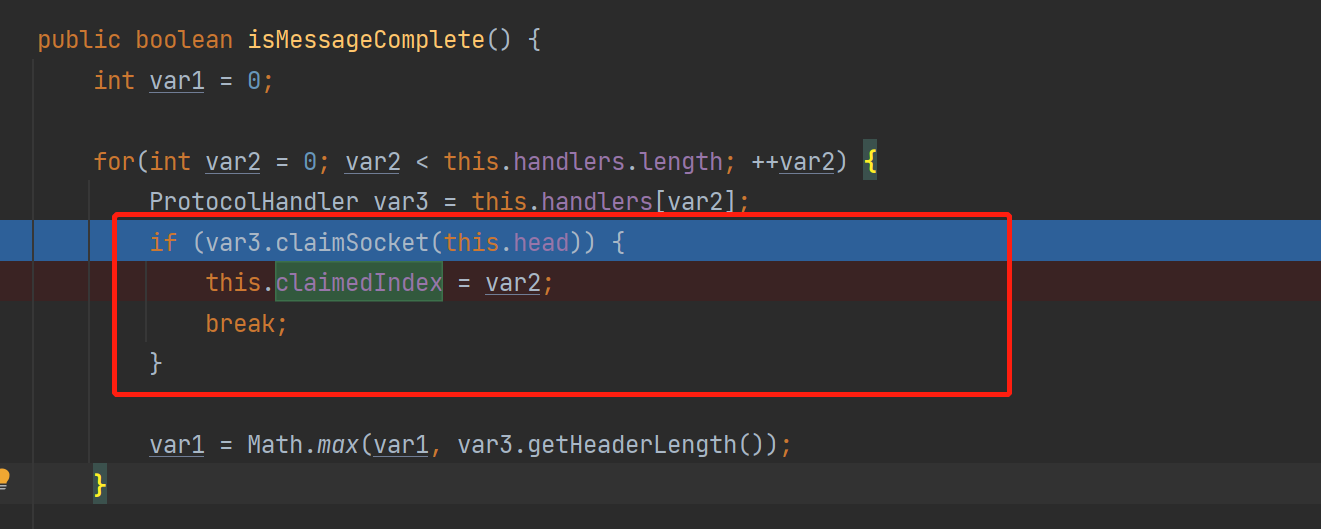 public boolean isMessageComplete() {
int var1 = 0;
for(int var2 = 0; var2 < this.handlers.length; ++var2) {
ProtocolHandler var3 = this.handlers[var2];
if (var3.claimSocket(this.head)) {
this.claimedIndex = var2;
break;
}
var1 = Math.max(var1, var3.getHeaderLength());
}